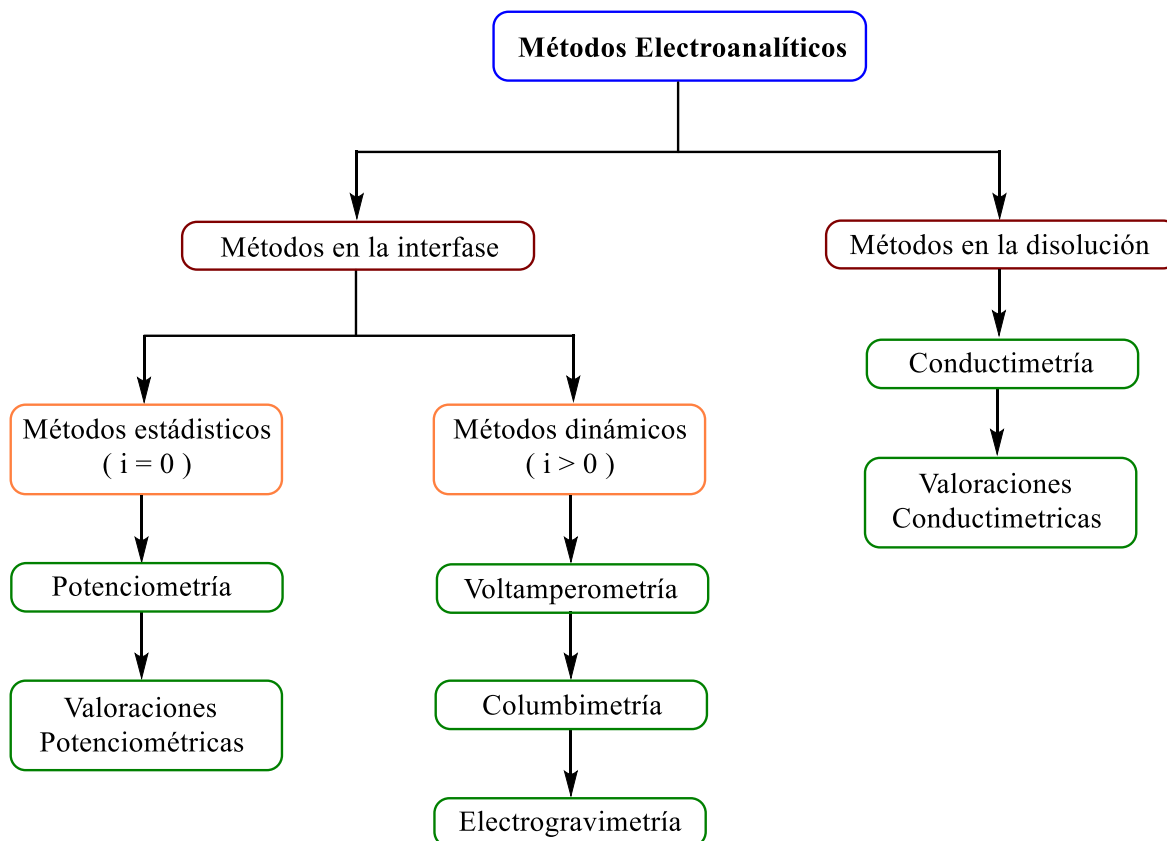 Métodos Electroanalíticos
Métodos en la interfase
Métodos en la disolución
Conductimetría
Métodos estádisticos
( i = 0 )
Métodos dinámicos
( i > 0 )
Valoraciones
Conductimetricas
Potenciometría
Voltamperometría
Valoraciones
Potenciométricas
Columbimetría
Electrogravimetría